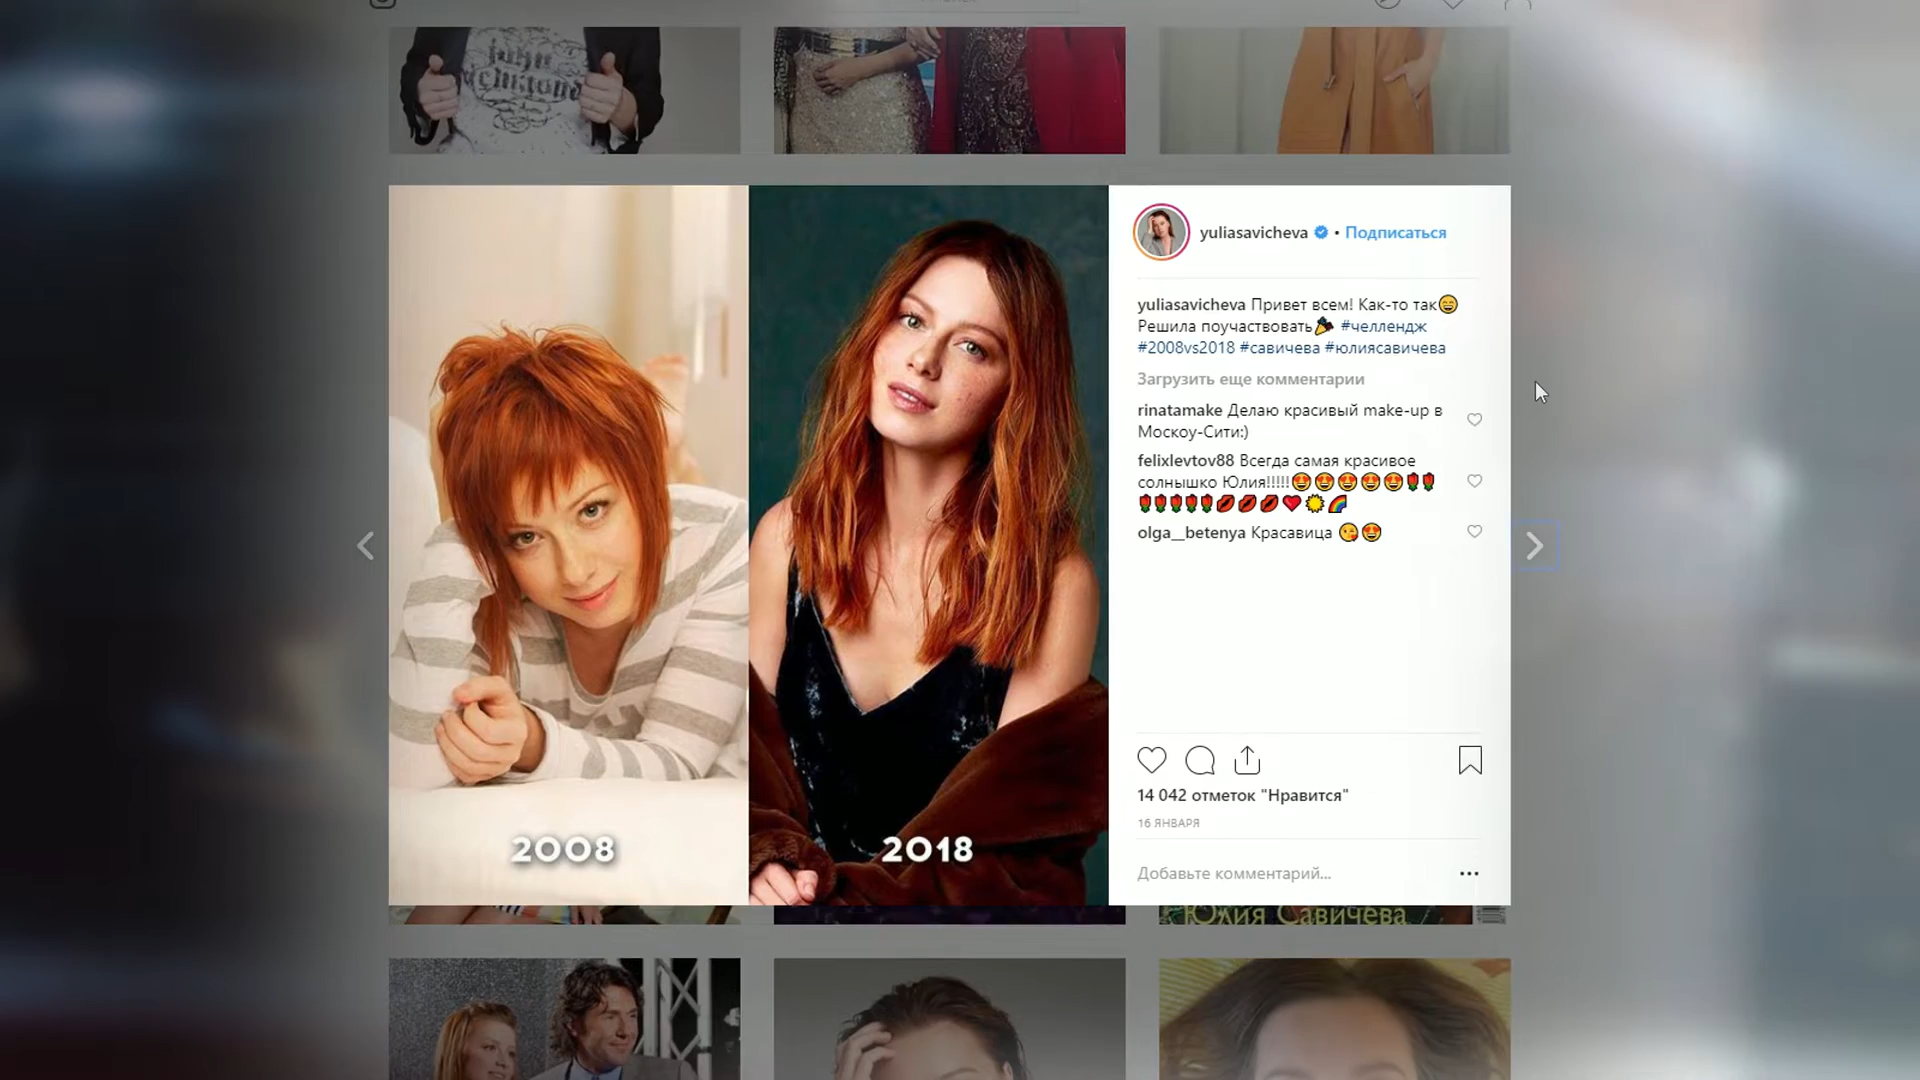 yuliasavicheva • Подписаться
yuliasavicheva Привет всем! Как-то так😄
Решила поучаствовать🎉 #челлендж
#2008vs2018 #савичева #юлиясавичева
Загрузить еще комментарии
rinatamake Делаю красивый make-up в
Москоу-Сити:)
felixlevtov88 Всегда самая красивое
солнышко Юлия!!!!!😍😍😍😍😍🌹🌹
🌹🌹🌹🌹💋💋💋❤☀🌈
olga__betenya Красавица 😘😍
14 042 отметок "Нравится"
16 ЯНВАРЯ
Добавьте комментарий...
2008
2018
Юлия Савичева